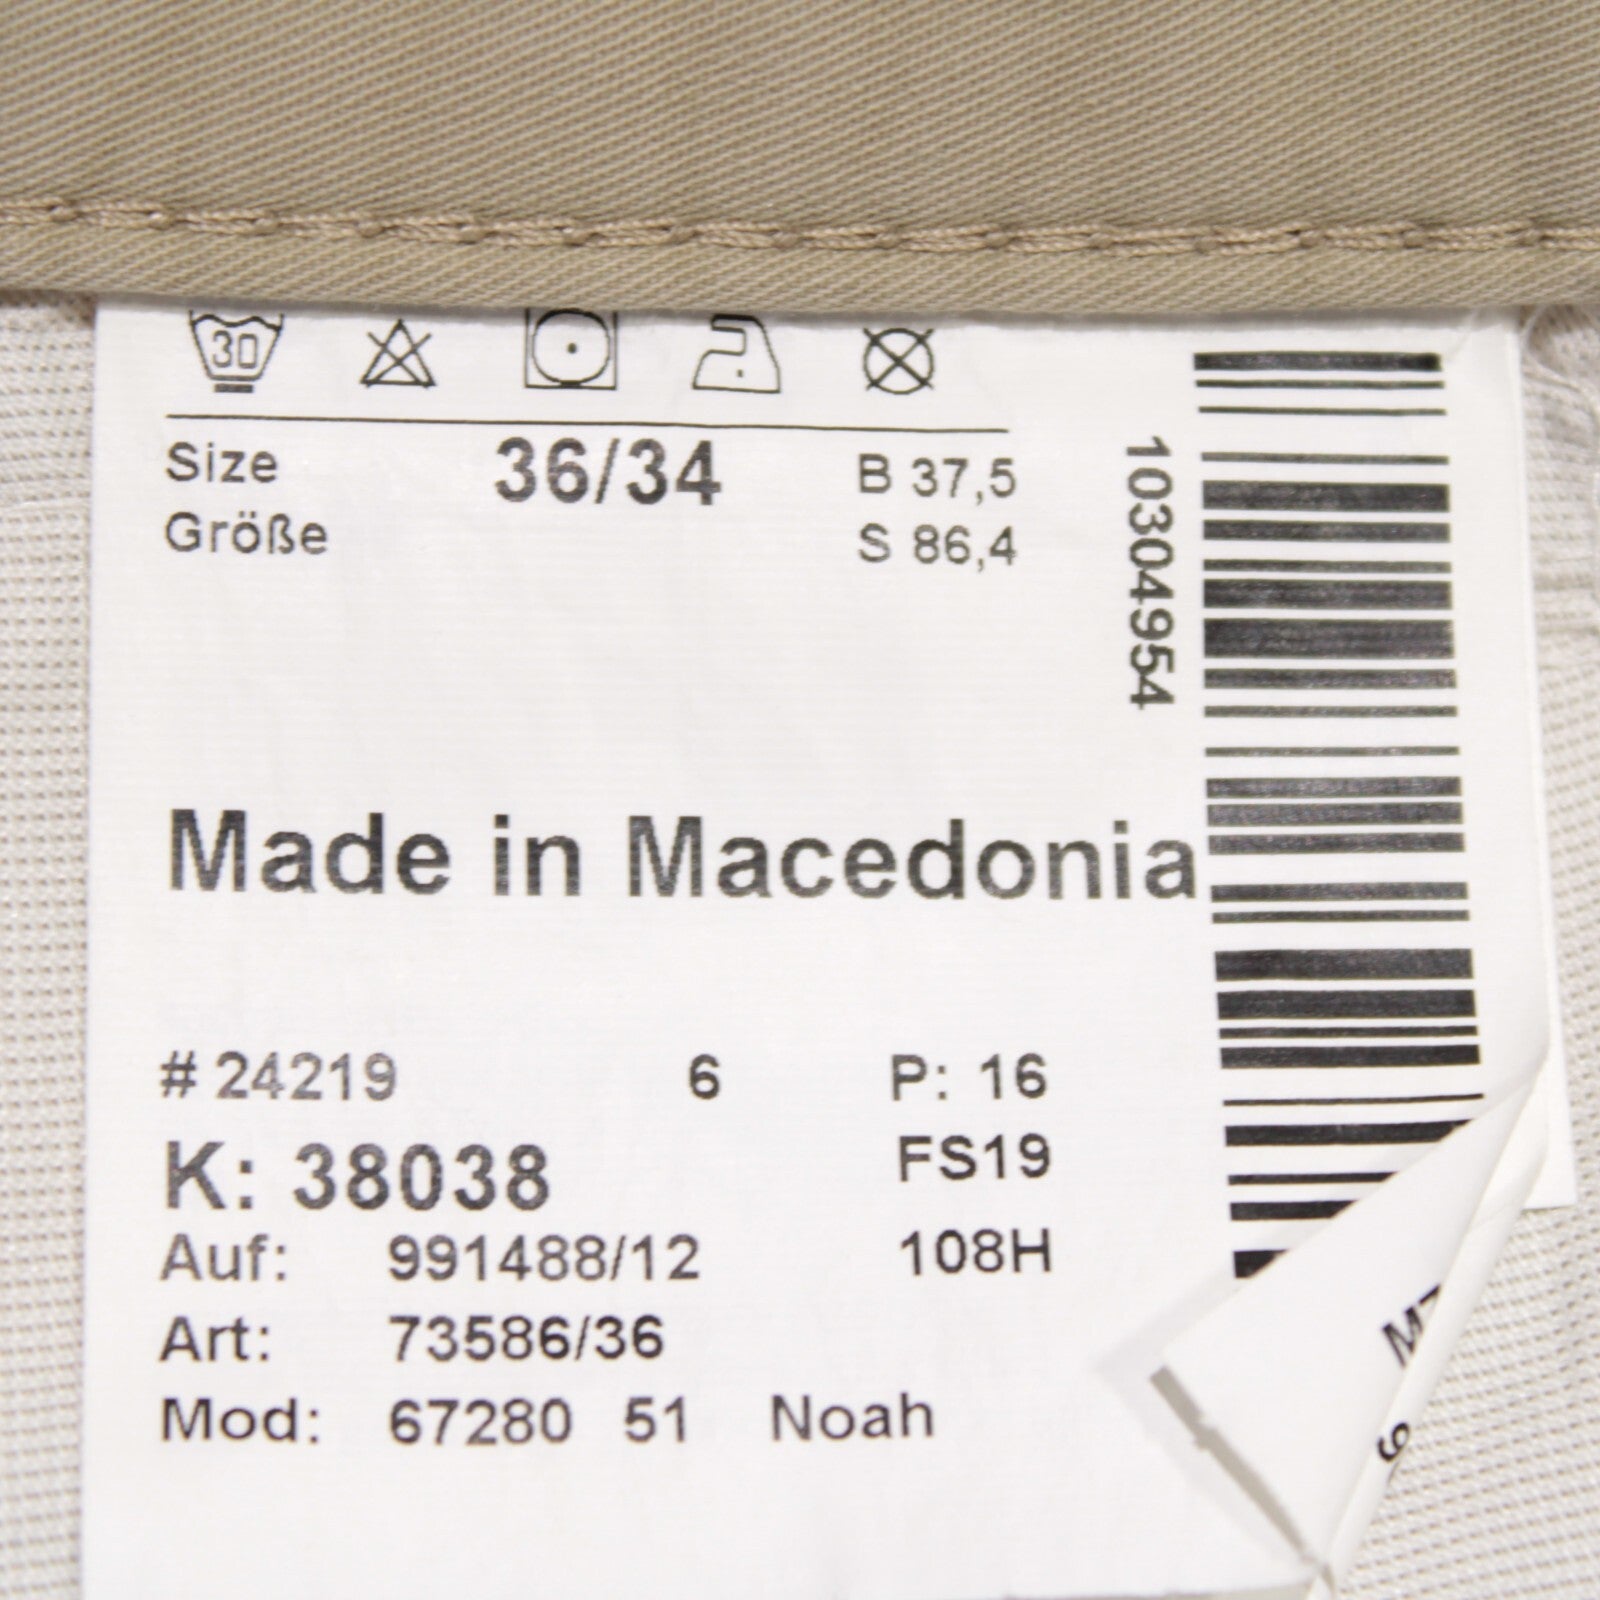 30
Size 36/34 B 37,5
Größe S 86,4
10304954
Made in Macedonia
# 24219 6 P: 16
K: 38038 FS19
Auf: 991488/12 108H
Art: 73586/36
Mod: 67280 51 Noah